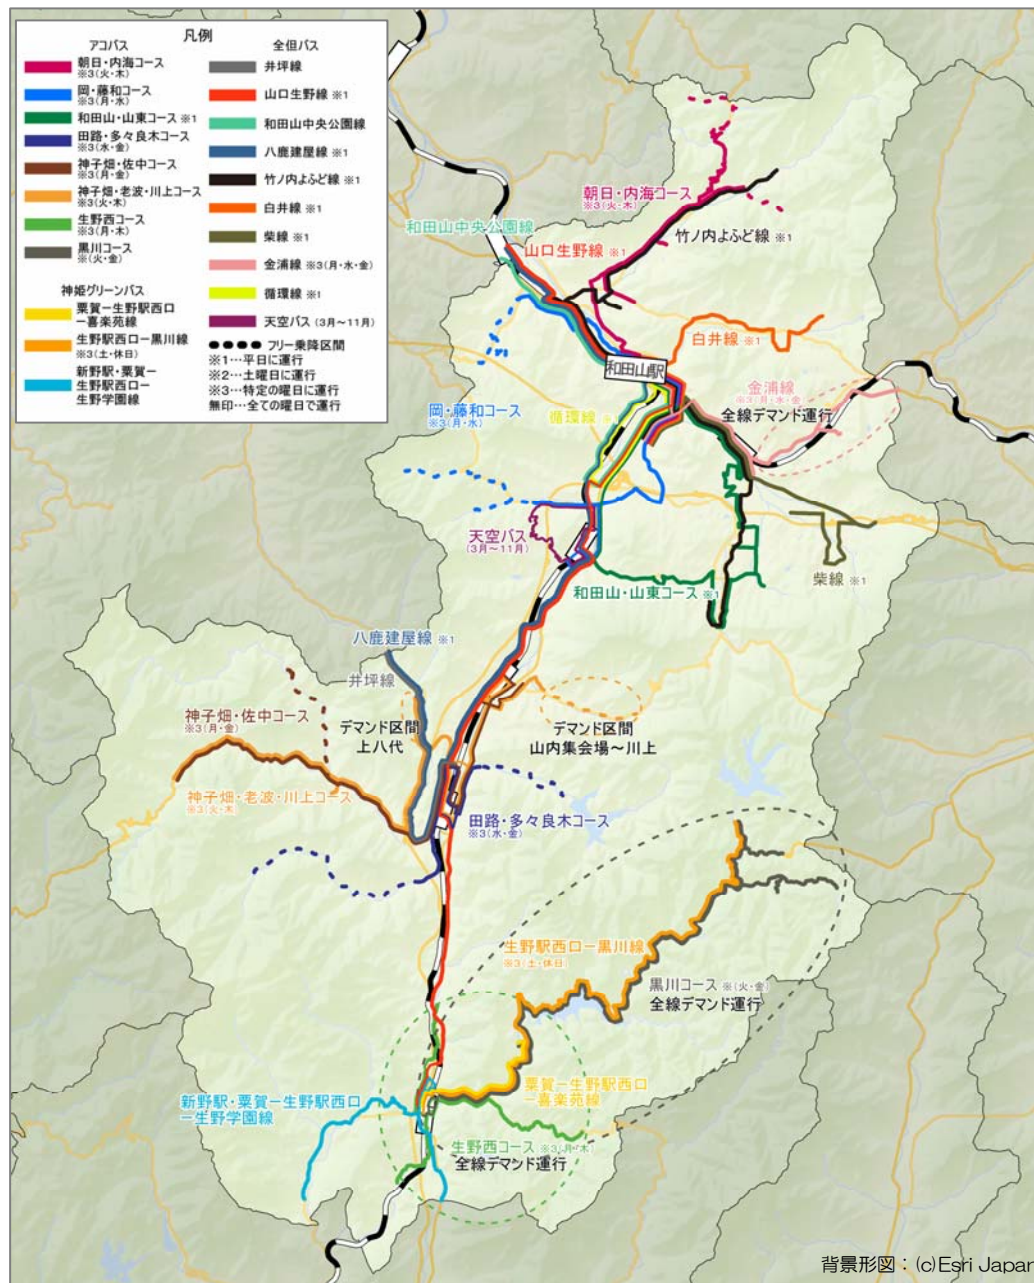 凡例
アコバス
朝日・内海コース
※3(火・木)
岡・藤和コース
※3(月・水)
和田山・山東コース ※1
田路・多々良木コース
※3(水・金)
神子畑・佐中コース
※3(月・金)
神子畑・老波・川上コース
※3(火・木)
生野西コース
※3(月・木)
黒川コース
※(火・金)
神姫グリーンバス
粟賀ー生野駅西口
ー喜楽苑線
生野駅西口ー黒川線
※3(土・休日)
新野駅・粟賀ー
生野駅西口ー
生野学園線
全但バス
井坪線
山口生野線 ※1
和田山中央公園線
八鹿建屋線 ※1
竹ノ内よふど線 ※1
白井線 ※1
柴線 ※1
金浦線 ※3(月・水・金)
循環線 ※1
天空バス (3月～11月)
フリー乗降区間
※1…平日に運行
※2…土曜日に運行
※3…特定の曜日に運行
無印…全ての曜日で運行
朝日・内海コース
※3(火・木)
和田山中央公園線
竹ノ内よふど線 ※1
山口生野線 ※1
白井線 ※1
和田山駅
金浦線
※3(月・水・金)
全線デマンド運行
岡・藤和コース
※3(月・水)
循環線
天空バス
(3月～11月)
柴線 ※1
和田山・山東コース ※1
八鹿建屋線 ※1
井坪線
神子畑・佐中コース
※3(月・金)
デマンド区間
上八代
デマンド区間
山内集会場～川上
神子畑・老波・川上コース
※3(火・木)
田路・多々良木コース
※3(水・金)
生野駅西口ー黒川線
※3(土・休日)
黒川コース ※(火・金)
全線デマンド運行
粟賀ー生野駅西口
ー喜楽苑線
新野駅・粟賀ー生野駅西口
ー生野学園線
生野西コース ※3(月・木)
全線デマンド運行
背景形図：(c)Esri Japan